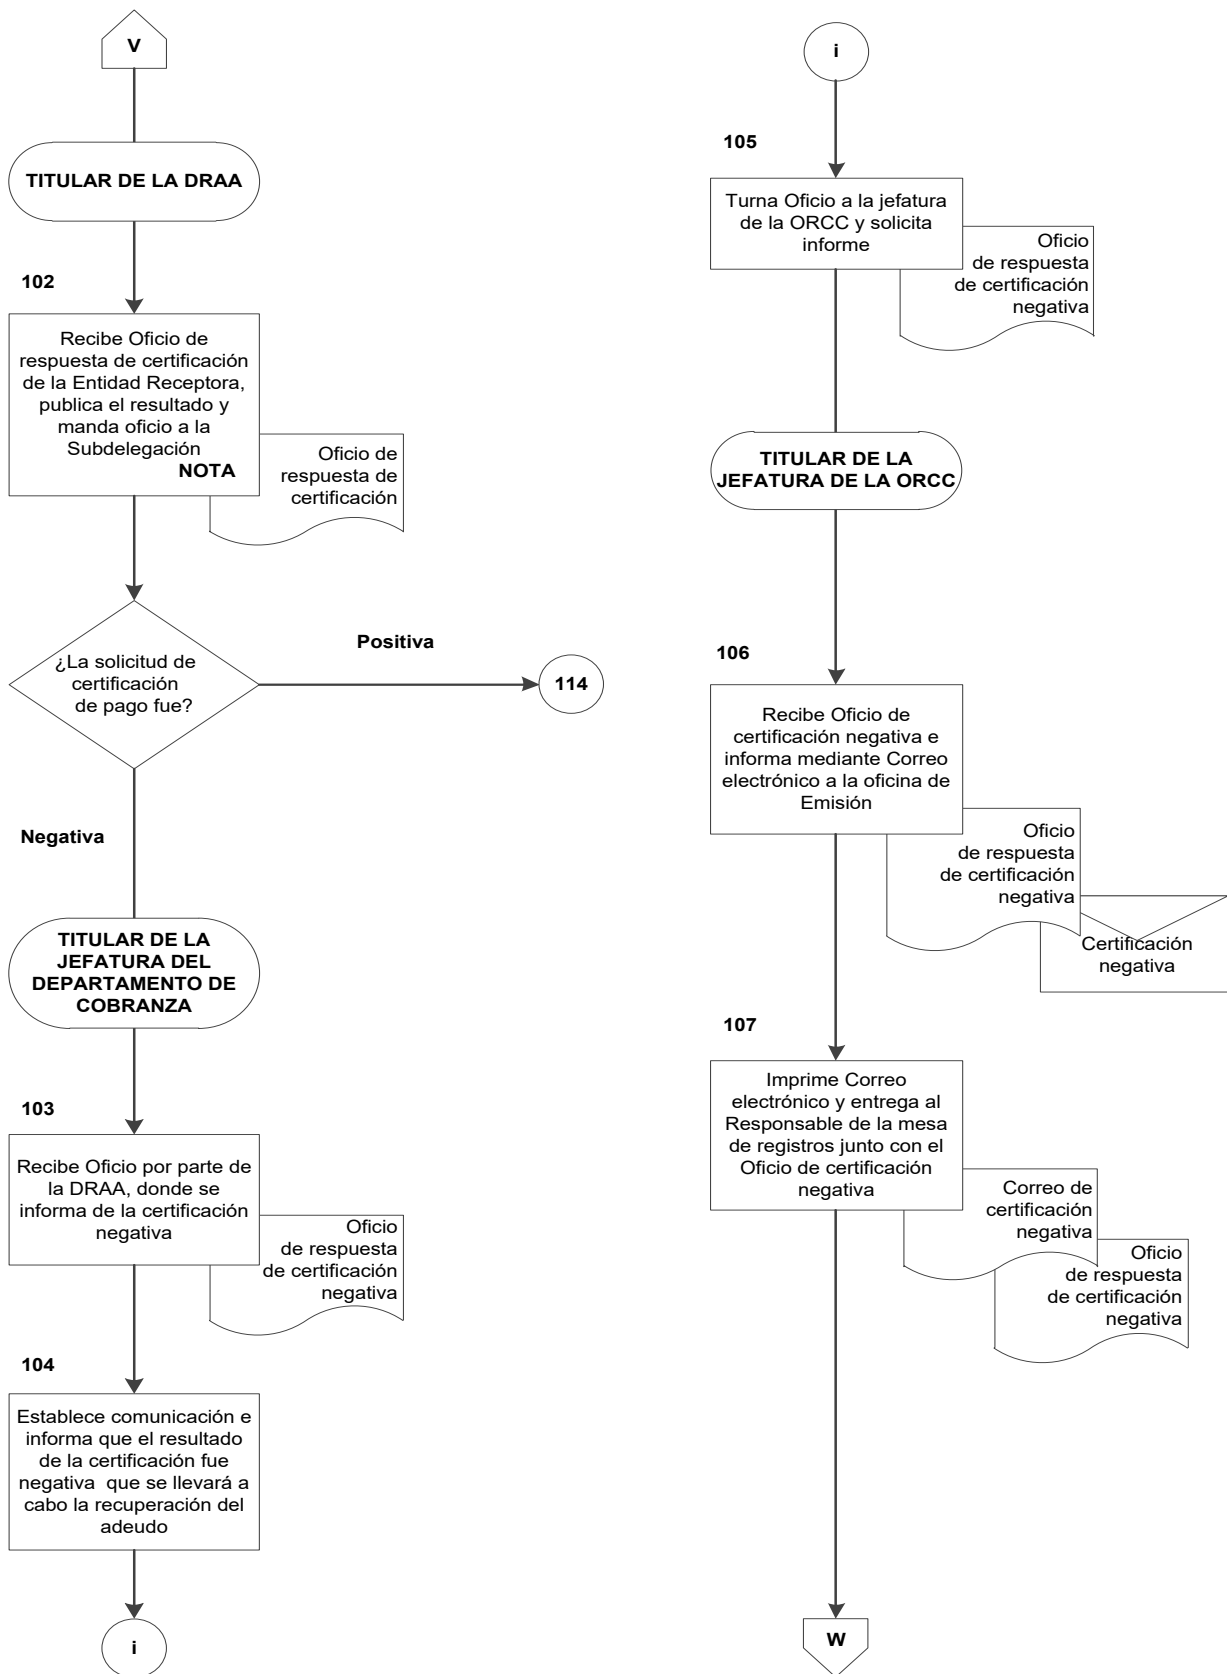 V
TITULAR DE LA DRAA
102
Recibe Oficio de
respuesta de certificación
de la Entidad Receptora,
publica el resultado y
manda oficio a la
Subdelegación
NOTA
Oficio de
respuesta de
certificación
¿La solicitud de
certificación
de pago fue?
Positiva
114
Negativa
TITULAR DE LA
JEFATURA DEL
DEPARTAMENTO DE
COBRANZA
103
Recibe Oficio por parte de
la DRAA, donde se
informa de la certificación
negativa
Oficio
de respuesta
de certificación
negativa
104
Establece comunicación e
informa que el resultado
de la certificación fue
negativa que se llevará a
cabo la recuperación del
adeudo
i
i
105
Turna Oficio a la jefatura
de la ORCC y solicita
informe
Oficio
de respuesta
de certificación
negativa
TITULAR DE LA
JEFATURA DE LA ORCC
106
Recibe Oficio de
certificación negativa e
informa mediante Correo
electrónico a la oficina de
Emisión
Oficio
de respuesta
de certificación
negativa
Certificación
negativa
107
Imprime Correo
electrónico y entrega al
Responsable de la mesa
de registros junto con el
Oficio de certificación
negativa
Correo de
certificación
negativa
Oficio
de respuesta
de certificación
negativa
W